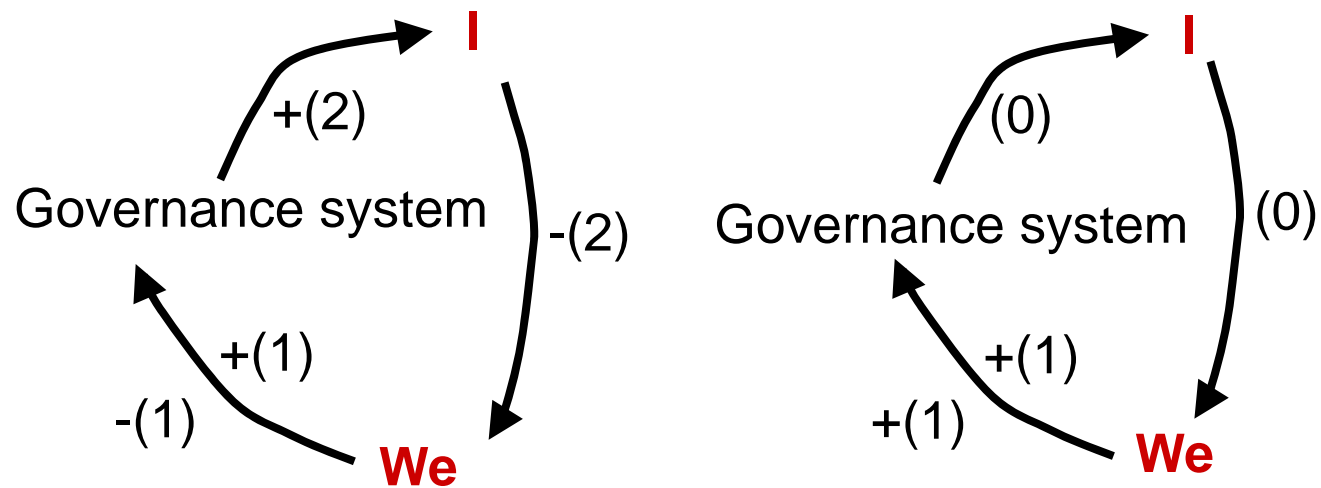 I
+(2)
Governance system
-(2)
+(1)
-(1)
We
I
(0)
Governance system
(0)
+(1)
+(1)
We